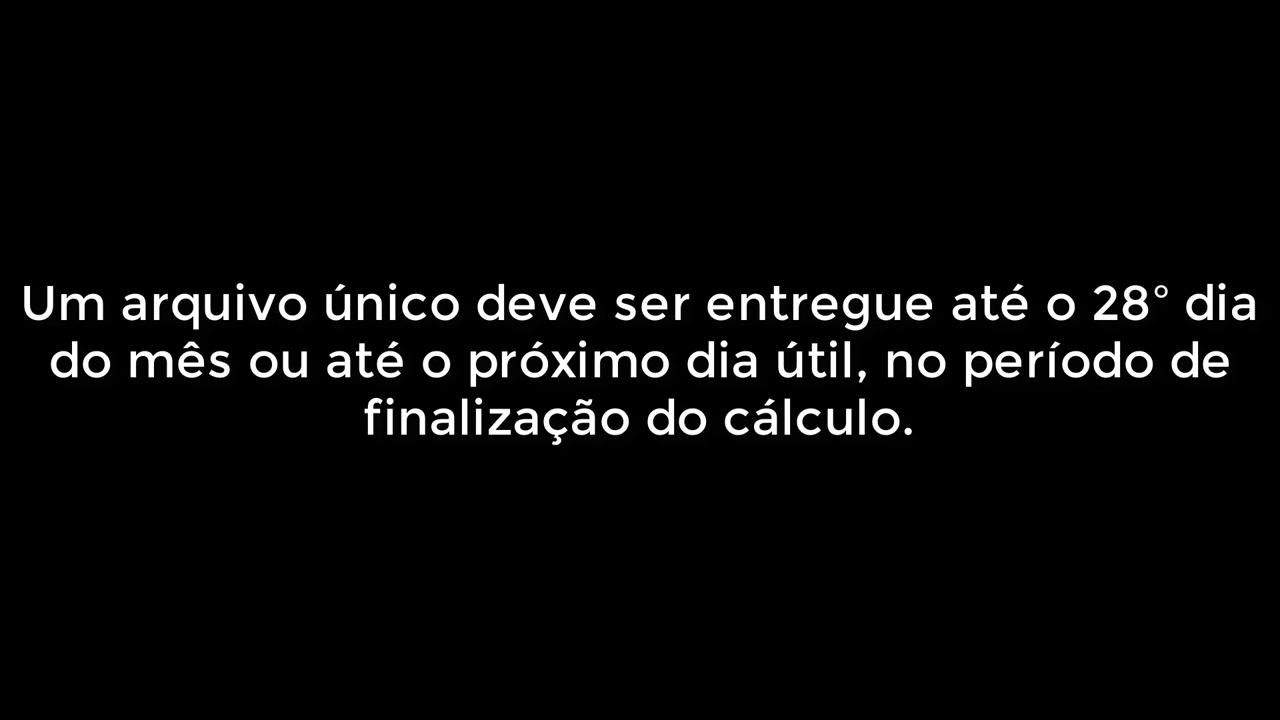 Um arquivo único deve ser entregue até o 28° dia
do mês ou até o próximo dia útil, no período de
finalização do cálculo.